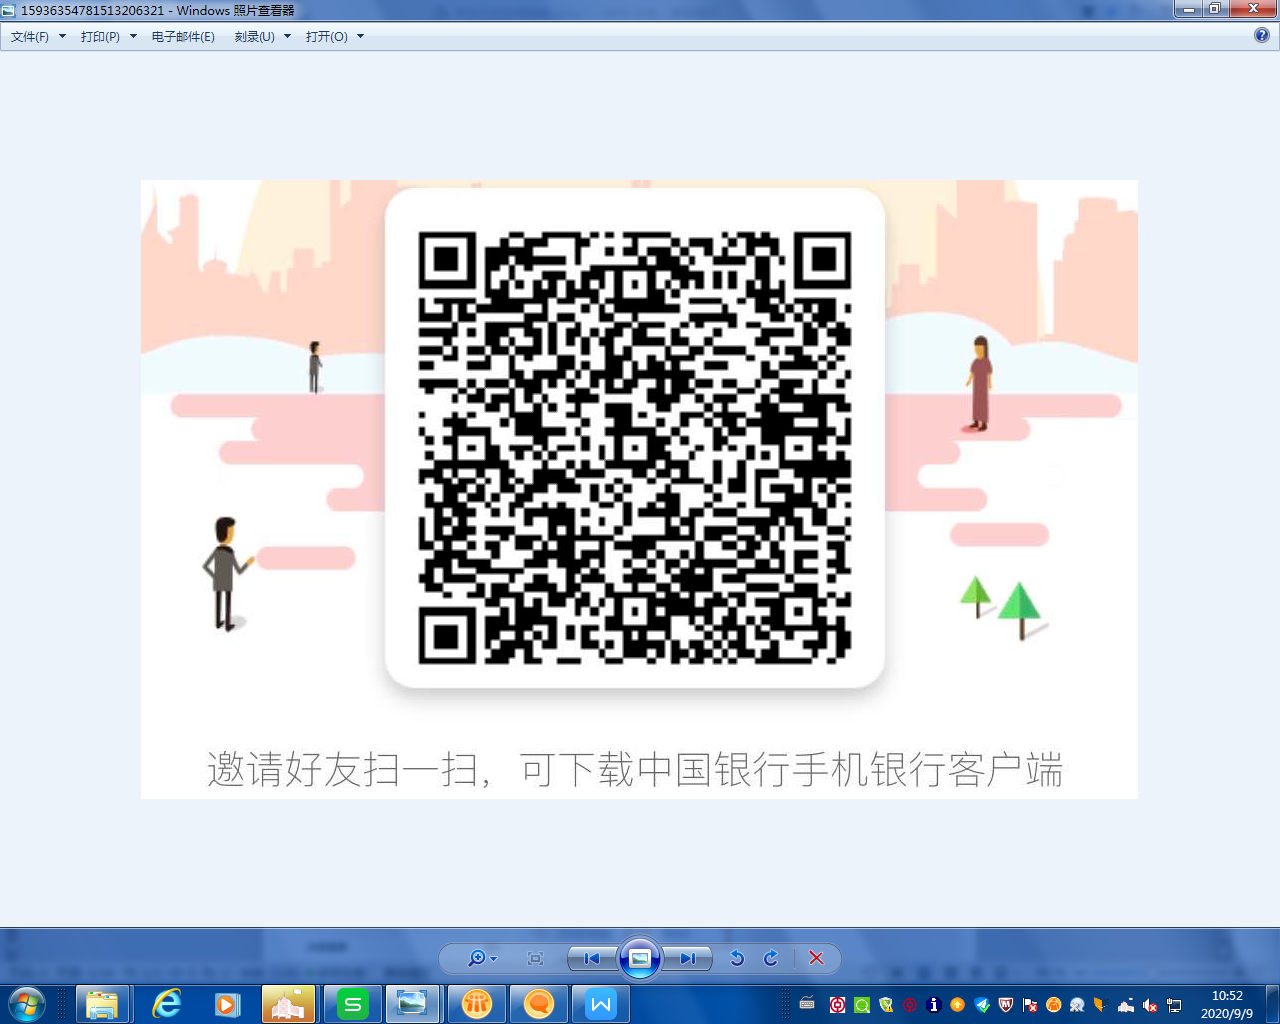 15936354781513206321 - Windows 照片查看器
文件(F) 打印(P) 电子邮件(E) 刻录(U) 打开(O)
邀请好友扫一扫，可下载中国银行手机银行客户端
10:52
2020/9/9